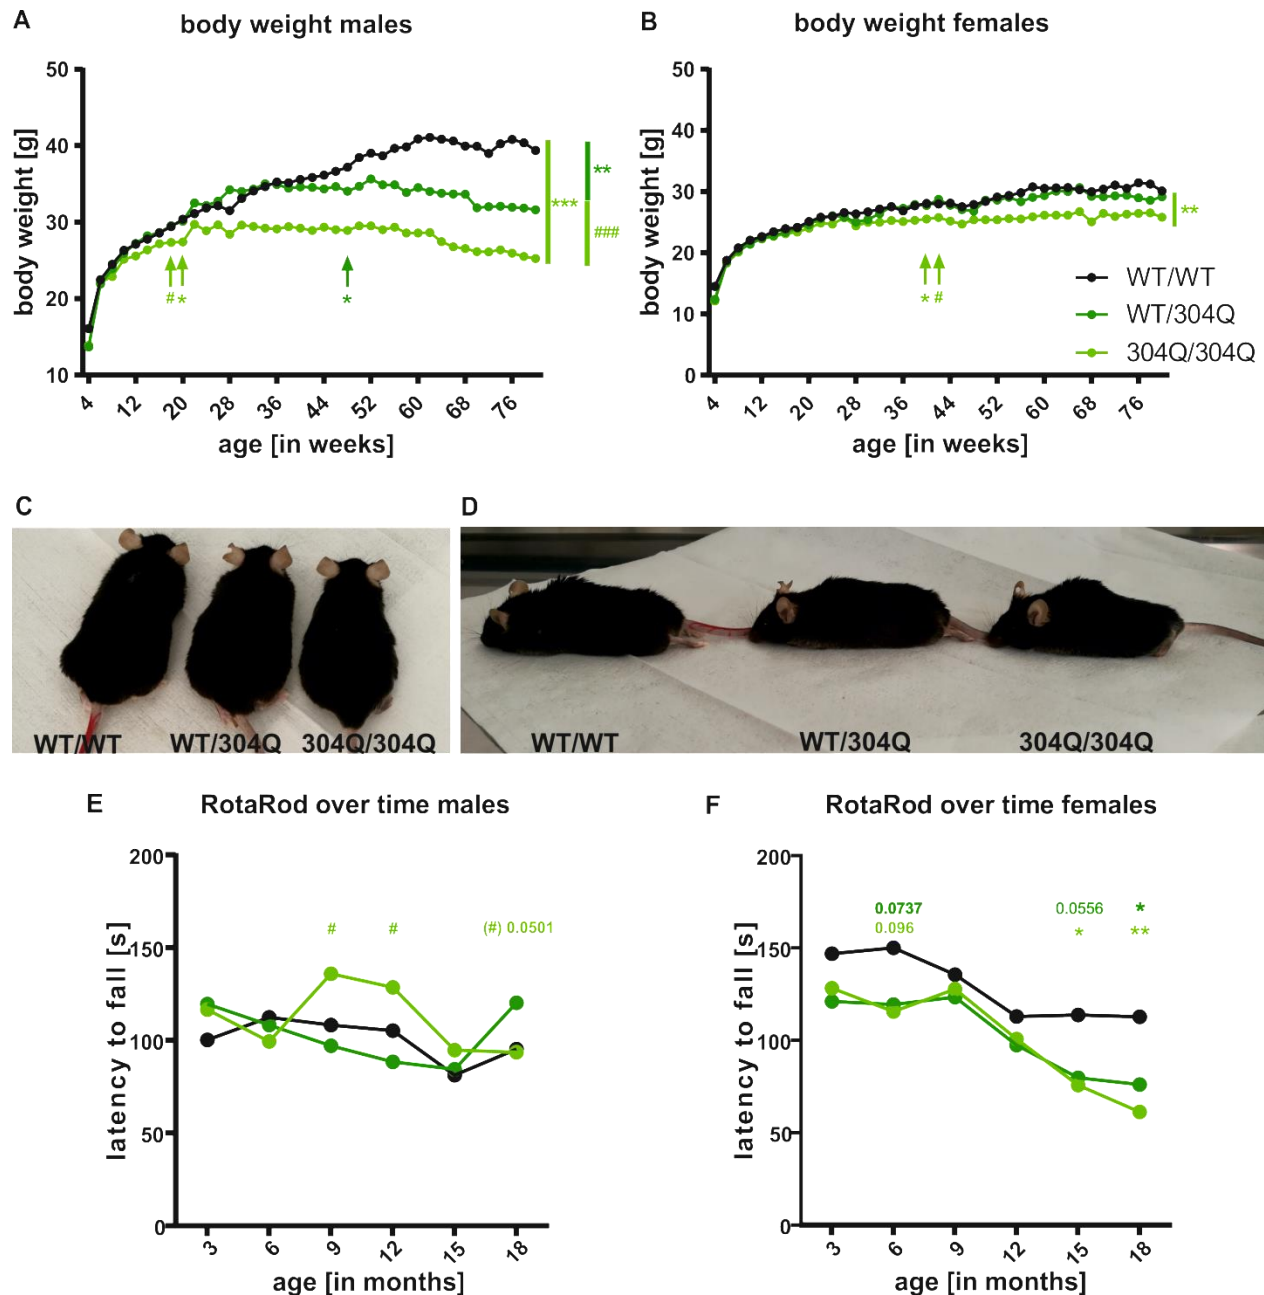 A
body weight males
body weight [g]
50
40
30
20
10
4
12
20
28
36
44
52
60
68
76
age [in weeks]
#
*
*
***
**
###
B
body weight females
body weight [g]
50
40
30
20
10
0
4
12
20
28
36
44
52
60
68
76
age [in weeks]
*
#
**
WT/WT
WT/304Q
304Q/304Q
C
WT/WT
WT/304Q
304Q/304Q
D
WT/WT
WT/304Q
304Q/304Q
E
RotaRod over time males
latency to fall [s]
200
150
100
50
0
3
6
9
12
15
18
age [in months]
#
#
(#) 0.0501
F
RotaRod over time females
latency to fall [s]
200
150
100
50
0
3
6
9
12
15
18
age [in months]
0.0737
0.096
0.0556
*
*
**